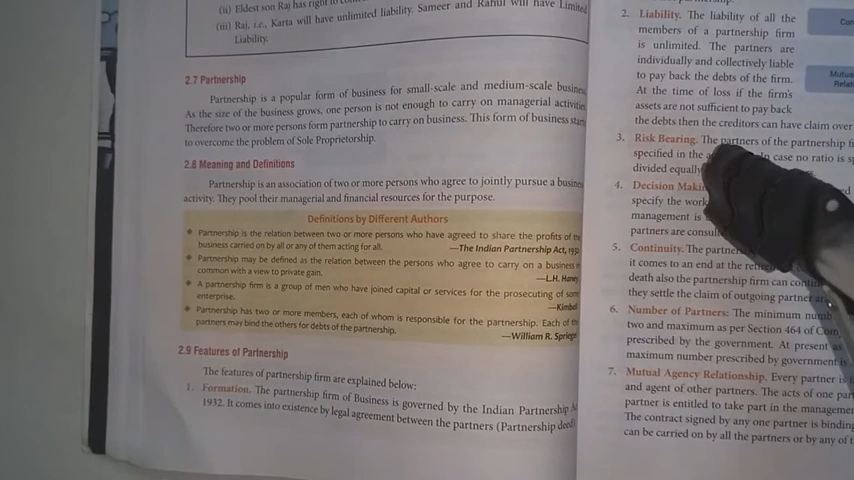 (ii) Eldest son Raj has right to
(iii) Raj, i.e., Karta will have unlimited liability. Sameer and Rahul will have Limited
Liability.
2.7 Partnership
Partnership is a popular form of business for small-scale and medium-scale
As the size of the business grows, one person is not enough to carry on managerial
Therefore two or more persons form partnership to carry on business. This form of business
to overcome the problem of Sole Proprietorship.
2.8 Meaning and Definitions
Partnership is an association of two or more persons who agree to jointly pursue a
activity. They pool their managerial and financial resources for the purpose.
Definitions by Different Authors
Partnership is the relation between two or more persons who have agreed to share the profits of
business carried on by all or any of them acting for all. —The Indian Partnership Act,
Partnership may be defined as the relation between the persons who agree to carry on a business
common with a view to private gain. —L.H.
A partnership firm is a group of men who have joined capital or services for the prosecuting of
enterprise.
Partnership has two or more members, each of whom is responsible for the partnership. Each of
partners may bind the others for debts of the partnership. —William R.
2.9 Features of Partnership
The features of partnership firm are explained below:
1. Formation. The partnership firm of Business is governed by the Indian Partnership
1932. It comes into existence by legal agreement between the partners (Partnership deed)
2. Liability. The liability of all the
members of a partnership firm
is unlimited. The partners are
individually and collectively liable
to pay back the debts of the firm.
At the time of loss if the firm's
assets are not sufficient to pay back
the debts then the creditors can have claim over
3. Risk Bearing. The partners of the partnership
specified in the in case no ratio is
divided equally
4. Decision
specify the
management is
partners are
5. Continuity. The
it comes to an end at the
death also the partnership firm can
they settle the claim of outgoing partner
6. Number of Partners: The minimum
two and maximum as per Section 464 of
prescribed by the government. At present
maximum number prescribed by government is
7. Mutual Agency Relationship. Every partner is
and agent of other partners. The acts of one
partner is entitled to take part in the
The contract signed by any one partner is binding
can be carried on by all the partners or by any of
Mutual